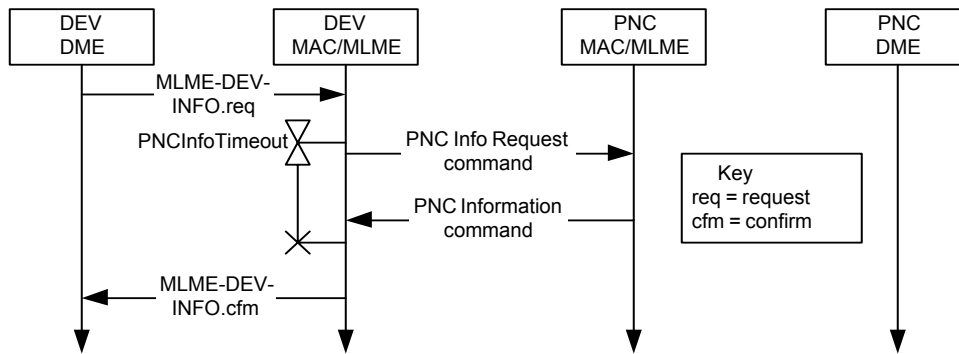 DEV
DME
DEV
MAC/MLME
PNC
MAC/MLME
PNC
DME
MLME-DEV-
INFO.req
PNCInfoTimeout
PNC Info Request
command
Key
req = request
cfm = confirm
PNC Information
command
MLME-DEV-
INFO.cfm